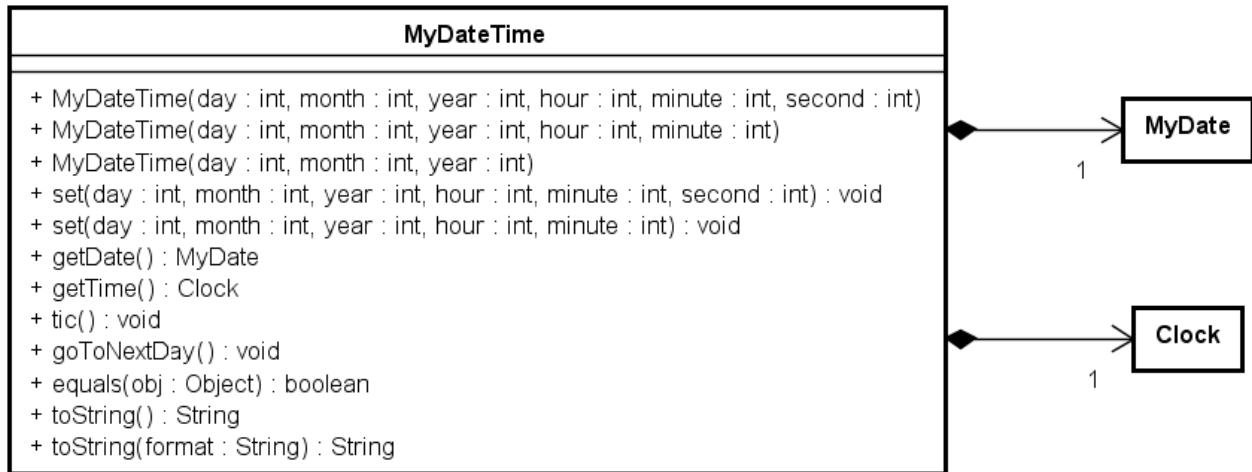 MyDateTime
+ MyDateTime(day : int, month : int, year : int, hour : int, minute : int, second : int)
+ MyDateTime(day : int, month : int, year : int, hour : int, minute : int)
+ MyDateTime(day : int, month : int, year : int)
+ set(day : int, month : int, year : int, hour : int, minute : int, second : int) : void
+ set(day : int, month : int, year : int, hour : int, minute : int) : void
+ getDate() : MyDate
+ getTime() : Clock
+ tic() : void
+ goToNextDay() : void
+ equals(obj : Object) : boolean
+ toString() : String
+ toString(format : String) : String
MyDate
1
Clock
1